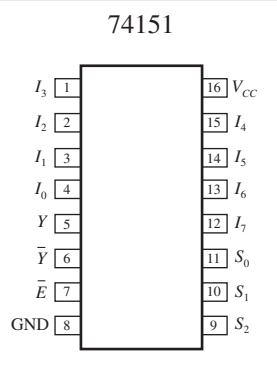 74151
I₃ 1 16 V_CC
I₂ 2 15 I₄
I₁ 3 14 I₅
I₀ 4 13 I₆
Y 5 12 I₇
Y̅ 6 11 S₀
E̅ 7 10 S₁
GND 8 9 S₂